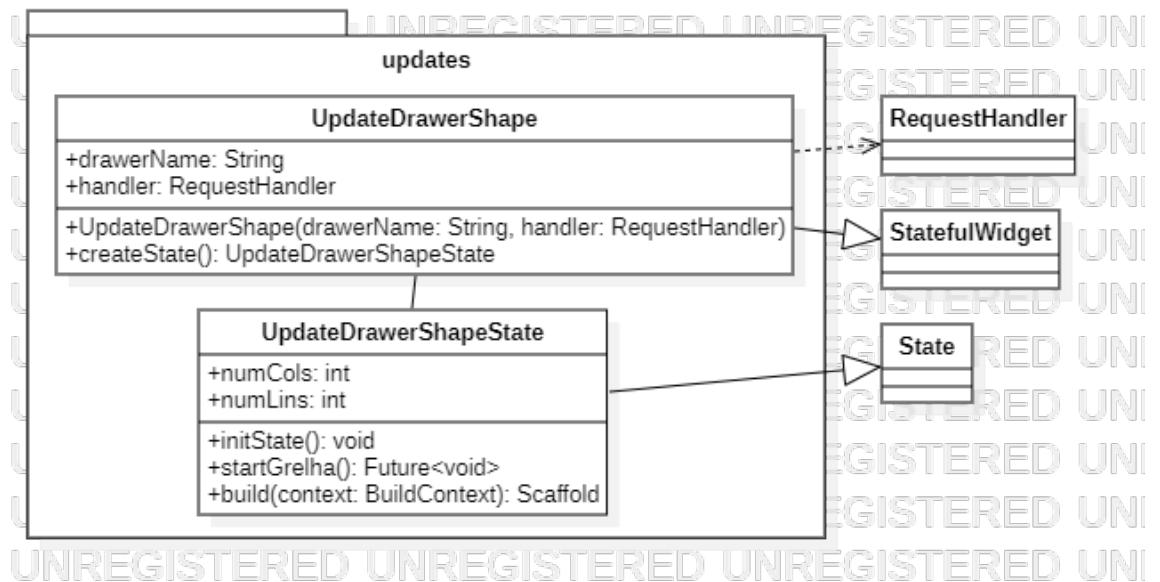 updates
UpdateDrawerShape
+drawerName: String
+handler: RequestHandler
+UpdateDrawerShape(drawerName: String, handler: RequestHandler)
+createState(): UpdateDrawerShapeState
UpdateDrawerShapeState
+numCols: int
+numLins: int
+initState(): void
+startGrelha(): Future<void>
+build(context: BuildContext): Scaffold
RequestHandler
StatefulWidget
State
UNREGISTERED UNREGISTERED UNREGISTERED UNI